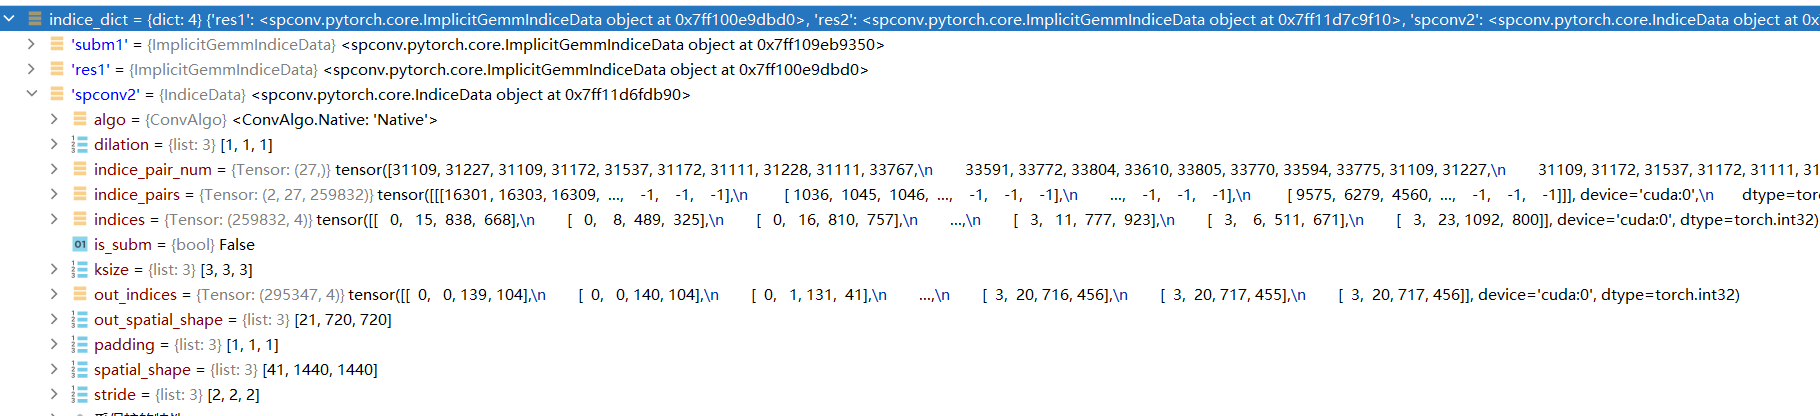 indice_dict = {dict: 4} {'res1': <spconv.pytorch.core.ImplicitGemmIndiceData object at 0x7ff100e9dbd0>, 'res2': <spconv.pytorch.core.ImplicitGemmIndiceData object at 0x7ff11d7c9f10>, 'spconv2': <spconv.pytorch.core.IndiceData object at 0x
'subm1' = {ImplicitGemmIndiceData} <spconv.pytorch.core.ImplicitGemmIndiceData object at 0x7ff109eb9350>
'res1' = {ImplicitGemmIndiceData} <spconv.pytorch.core.ImplicitGemmIndiceData object at 0x7ff100e9dbd0>
'spconv2' = {IndiceData} <spconv.pytorch.core.IndiceData object at 0x7ff11d6fdb90>
algo = {ConvAlgo} <ConvAlgo.Native: 'Native'>
dilation = {list: 3} [1, 1, 1]
indice_pair_num = {Tensor: (27,)} tensor([31109, 31227, 31109, 31172, 31537, 31172, 31111, 31228, 31111, 33767,\n 33591, 33772, 33804, 33610, 33805, 33770, 33594, 33775, 31109, 31227,\n 31109, 31172, 31537, 31172, 31111, 31
indice_pairs = {Tensor: (2, 27, 259832)} tensor([[[16301, 16303, 16309, ..., -1, -1, -1],\n [ 1036, 1045, 1046, ..., -1, -1, -1],\n ..., -1, -1, -1],\n [ 9575, 6279, 4560, ..., -1, -1, -1]]], device='cuda:0',\n dtype=torc
indices = {Tensor: (259832, 4)} tensor([[ 0, 15, 838, 668],\n [ 0, 8, 489, 325],\n [ 0, 16, 810, 757],\n ...,\n [ 3, 11, 777, 923],\n [ 3, 6, 511, 671],\n [ 3, 23, 1092, 800]], device='cuda:0', dtype=torch.int32)
01 is_subm = {bool} False
ksize = {list: 3} [3, 3, 3]
out_indices = {Tensor: (295347, 4)} tensor([[ 0, 0, 139, 104],\n [ 0, 0, 140, 104],\n [ 0, 1, 131, 41],\n ...,\n [ 3, 20, 716, 456],\n [ 3, 20, 717, 455],\n [ 3, 20, 717, 456]], device='cuda:0', dtype=torch.int32)
out_spatial_shape = {list: 3} [21, 720, 720]
padding = {list: 3} [1, 1, 1]
spatial_shape = {list: 3} [41, 1440, 1440]
stride = {list: 3} [2, 2, 2]